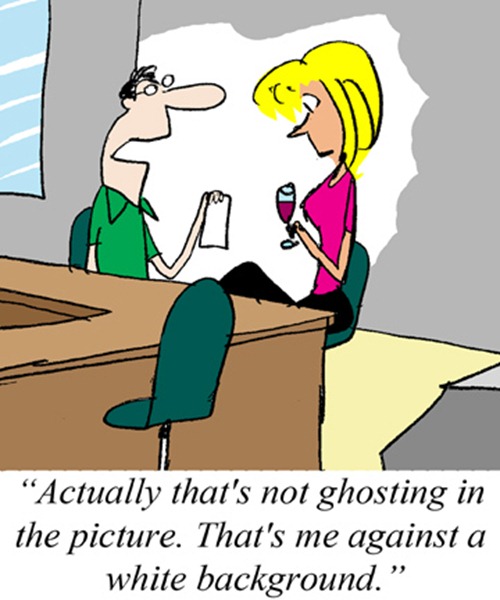 “Actually that's not ghosting in
the picture. That's me against a
white background.”